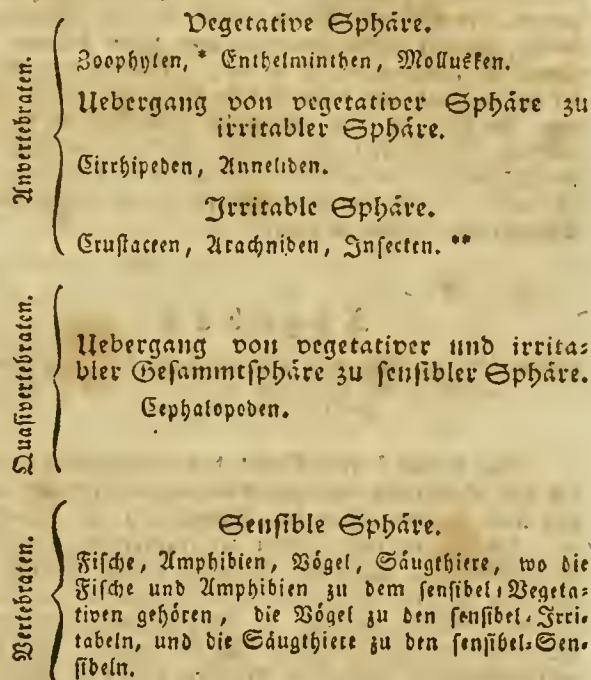 Anvertebraten.
Vegetative Sphäre.
Zoophyten, * Enthelminthen, Mollusken.
Uebergang von vegetativer Sphäre zu
irritabler Sphäre.
Cirrhipeden, Anneliden.
Irritable Sphäre.
Crustaceen, Arachniden, Insecten. **
Quasivertebraten.
Uebergang von vegetativer und irrita⸗
bler Gesammtsphäre zu sensibler Sphäre.
Cephalopoden.
Vertebraten.
Sensible Sphäre.
Fische, Amphibien, Vögel, Säugthiere, wo die
Fische und Amphibien zu dem sensibel⸗Vegeta⸗
tiven gehören, die Vögel zu den sensibel⸗Irri⸗
tabeln, und die Säugthiere zu den sensibel⸗Sen⸗
sibeln.